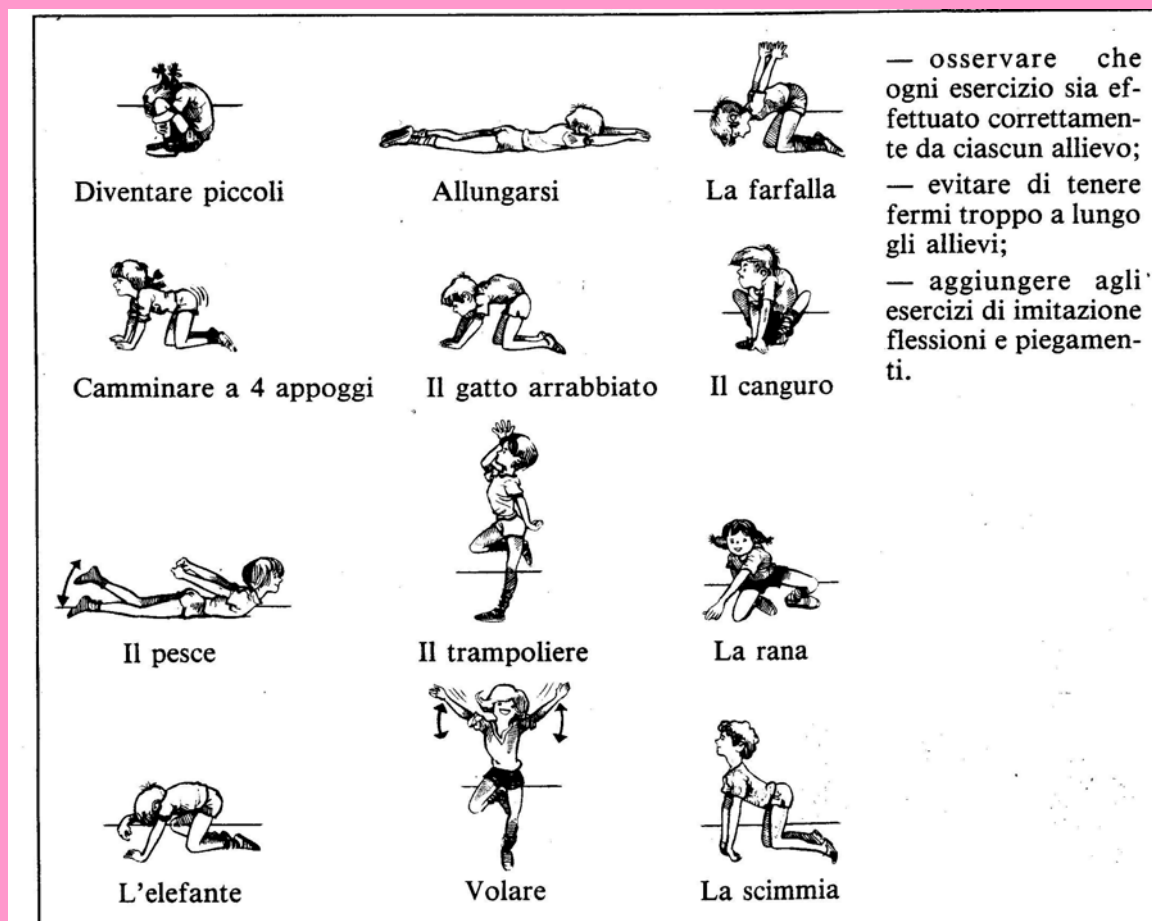 Diventare piccoli
Allungarsi
La farfalla
Camminare a 4 appoggi
Il gatto arrabbiato
Il canguro
Il pesce
Il trampoliere
La rana
L'elefante
Volare
La scimmia
— osservare che
ogni esercizio sia ef-
fettuato correttamen-
te da ciascun allievo;
— evitare di tenere
fermi troppo a lungo
gli allievi;
— aggiungere agli
esercizi di imitazione
flessioni e piegamen-
ti.